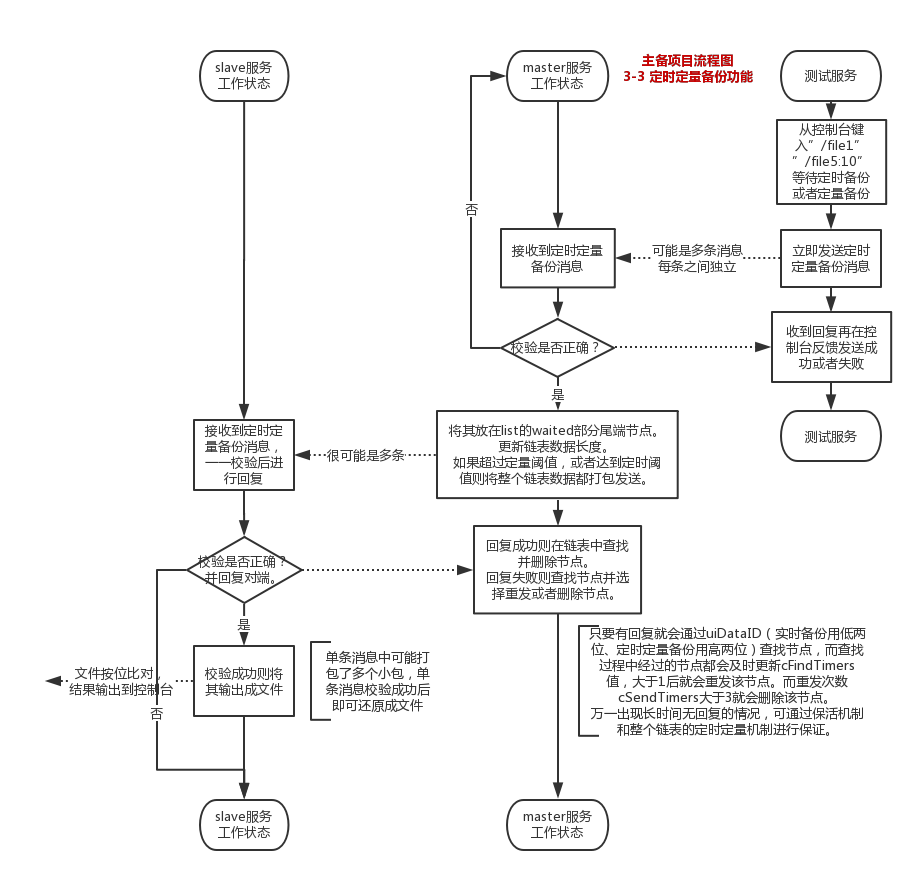 主备项目流程图
3-3 定时定量备份功能
slave服务
工作状态
master服务
工作状态
测试服务
从控制台键
入”/file1”
”/file5:10”
等待定时备份
或者定量备份
否
接收到定时定量
备份消息
可能是多条消息
每条之间独立
立即发送定时
定量备份消息
校验是否正确？
收到回复再在控
制台反馈发送成
功或者失败
是
接收到定时定
量备份消息，
一一校验后进
行回复
很可能是多条
将其放在list的waited部分尾端节点。
更新链表数据长度。
如果超过定量阈值，或者达到定时阈
值则将整个链表数据都打包发送。
测试服务
校验是否正确？
并回复对端。
回复成功则在链表中查找
并删除节点。
回复失败则查找节点并选
择重发或者删除节点。
是
文件按位比对，
结果输出到控制台
否
校验成功则将
其输出成文件
单条消息中可能打
包了多个小包，单
条消息校验成功后
即可还原成文件
只要有回复就会通过uiDataID（实时备份用低两
位、定时定量备份用高两位）查找节点，而查找
过程中经过的节点都会及时更新cFindTimers
值，大于1后就会重发该节点。而重发次数
cSendTimers大于3就会删除该节点。
万一出现长时间无回复的情况，可通过保活机制
和整个链表的定时定量机制进行保证。
slave服务
工作状态
master服务
工作状态